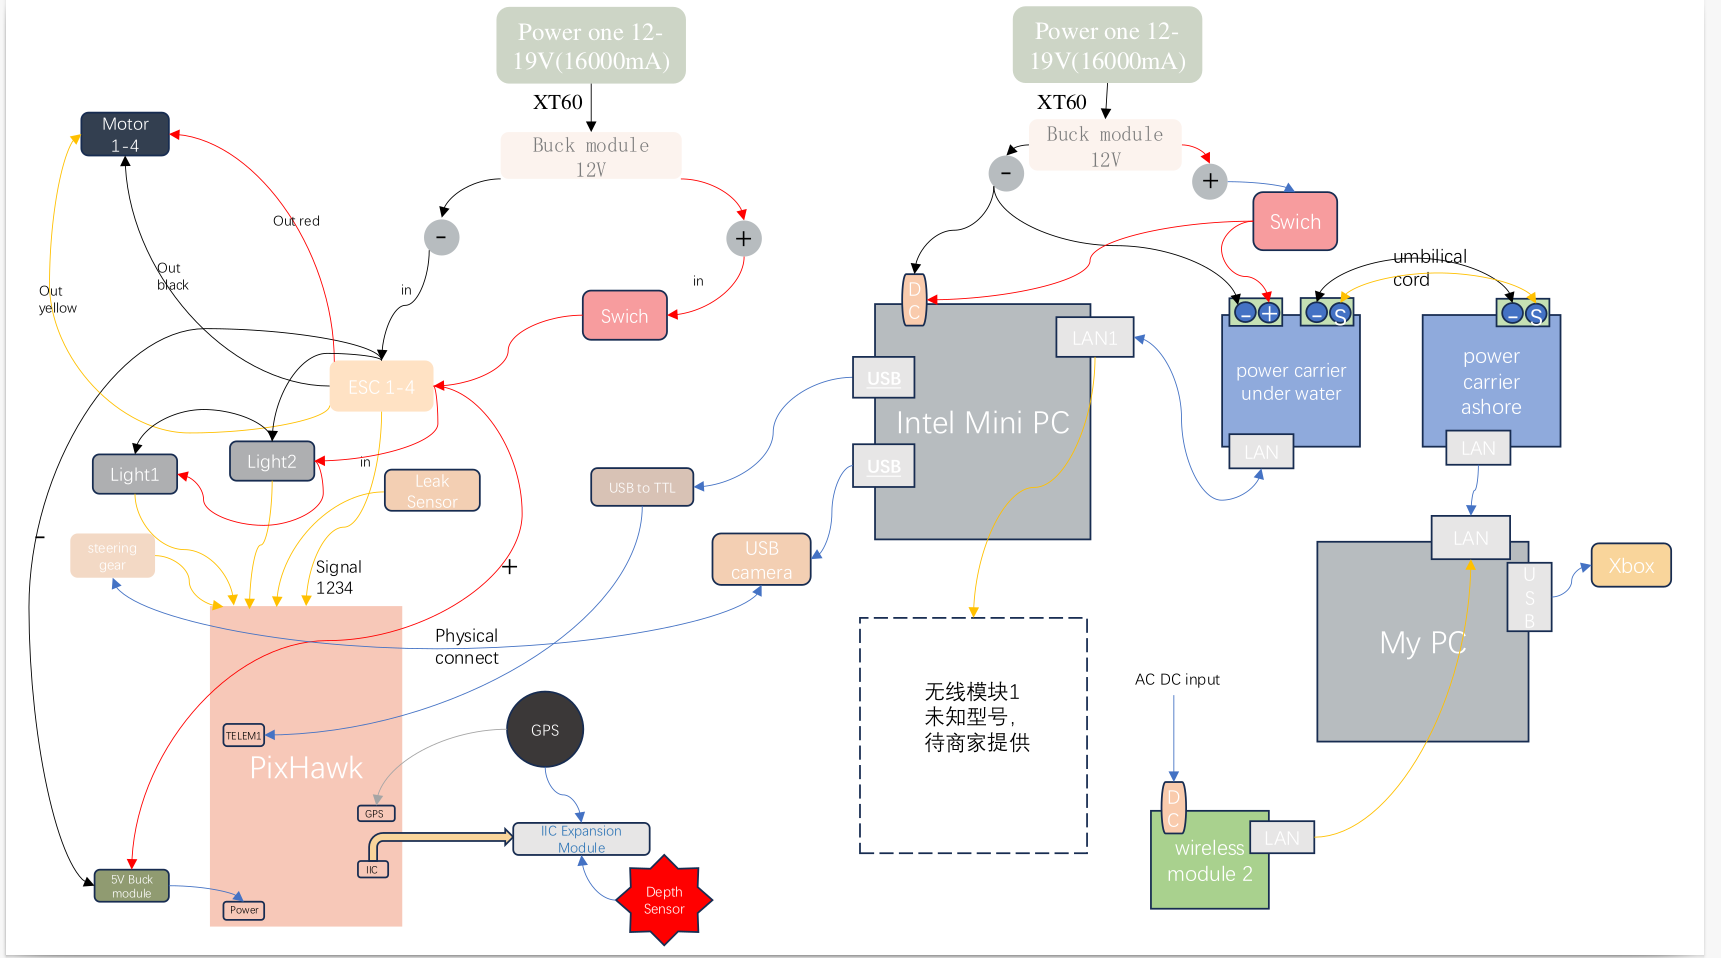 Power one 12-
19V(16000mA)
XT60
Buck module
12V
-
+
in
in
Swich
Motor
1-4
Out red
Out
black
Out
yellow
ESC 1-4
Light1
Light2
in
Leak
Sensor
steering
gear
Signal
1234
-
+
Physical
connect
USB to TTL
USB
camera
TELEM1
PixHawk
GPS
GPS
IIC
IIC Expansion
Module
Depth
Sensor
5V Buck
module
Power
Power one 12-
19V(16000mA)
XT60
Buck module
12V
-
+
Swich
D
C
LAN1
USB
USB
Intel Mini PC
umbilical
cord
-
+
-
S
power carrier
under water
LAN
-
S
power
carrier
ashore
LAN
LAN
U
S
B
Xbox
My PC
无线模块1
未知型号，
待商家提供
AC DC input
D
C
LAN
wireless
module 2